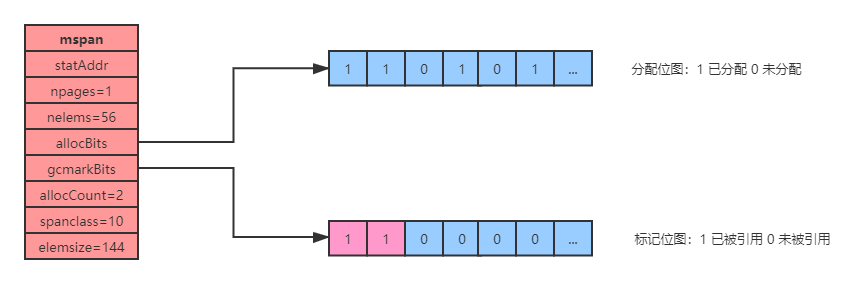 mspan
statAddr
npages=1
nelems=56
allocBits
gcmarkBits
allocCount=2
spanclass=10
elemsize=144
1 1 0 1 0 1 ...
分配位图：1 已分配 0 未分配
1 1 0 0 0 0 ...
标记位图：1 已被引用 0 未被引用